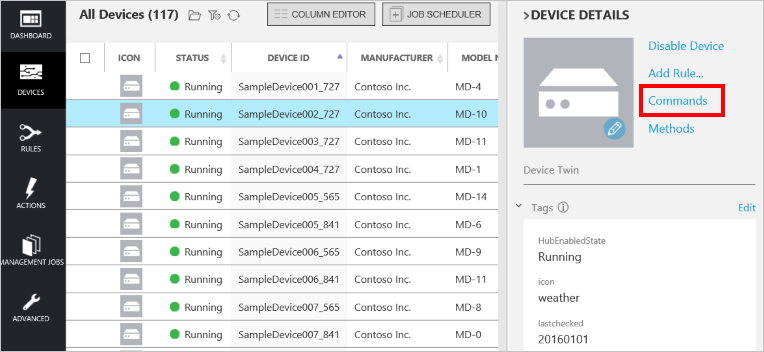 DASHBOARD
DEVICES
RULES
ACTIONS
MANAGEMENT JOBS
ADVANCED
All Devices (117)
COLUMN EDITOR
JOB SCHEDULER
ICON STATUS DEVICE ID MANUFACTURER MODEL N
Running SampleDevice001_727 Contoso Inc. MD-4
Running SampleDevice002_727 Contoso Inc. MD-10
Running SampleDevice003_727 Contoso Inc. MD-11
Running SampleDevice004_727 Contoso Inc. MD-1
Running SampleDevice005_565 Contoso Inc. MD-14
Running SampleDevice005_841 Contoso Inc. MD-6
Running SampleDevice006_565 Contoso Inc. MD-9
Running SampleDevice006_841 Contoso Inc. MD-11
Running SampleDevice007_565 Contoso Inc. MD-8
Running SampleDevice007_841 Contoso Inc. MD-0
DEVICE DETAILS
Disable Device
Add Rule...
Commands
Methods
Device Twin
Tags Edit
HubEnabledState
Running
icon
weather
lastchecked
20160101